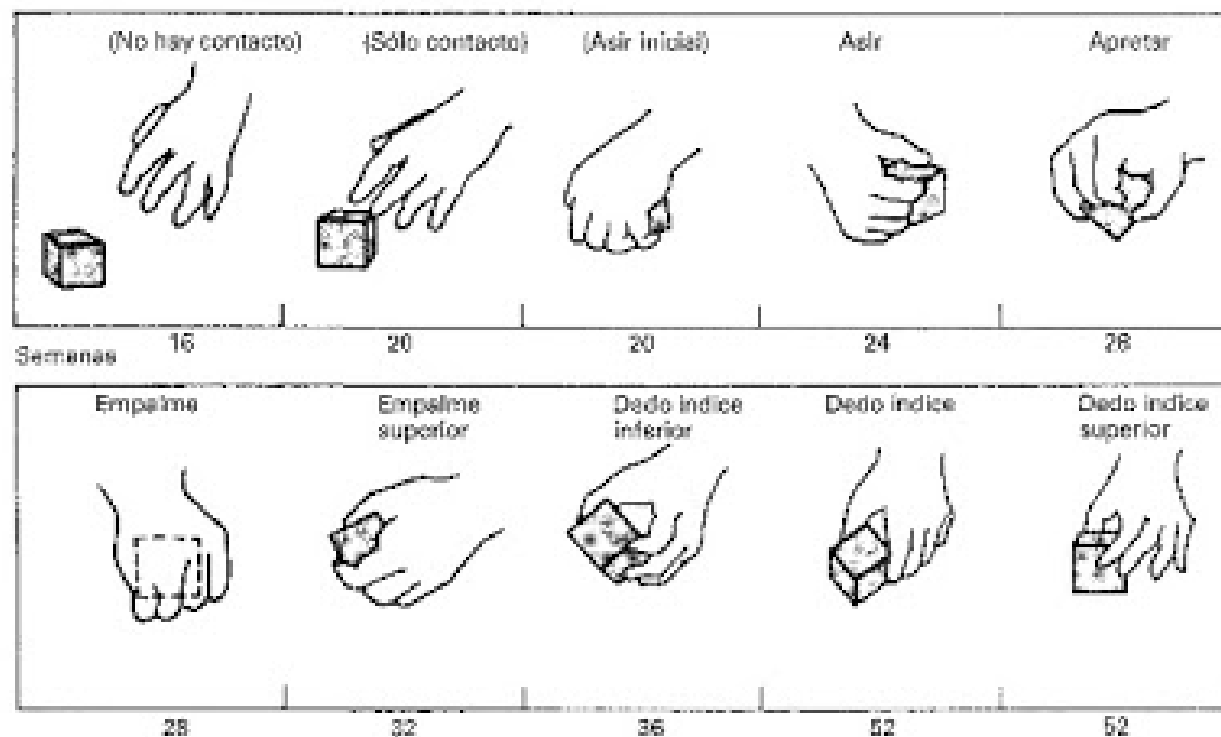 (No hay contacto) (Sólo contacto) (Asir inicial) Asir Apretar
16 20 20 24 28
Semanas
Empalme Empalme superior Dedo índice inferior Dedo índice Dedo índice superior
28 32 36 52 52